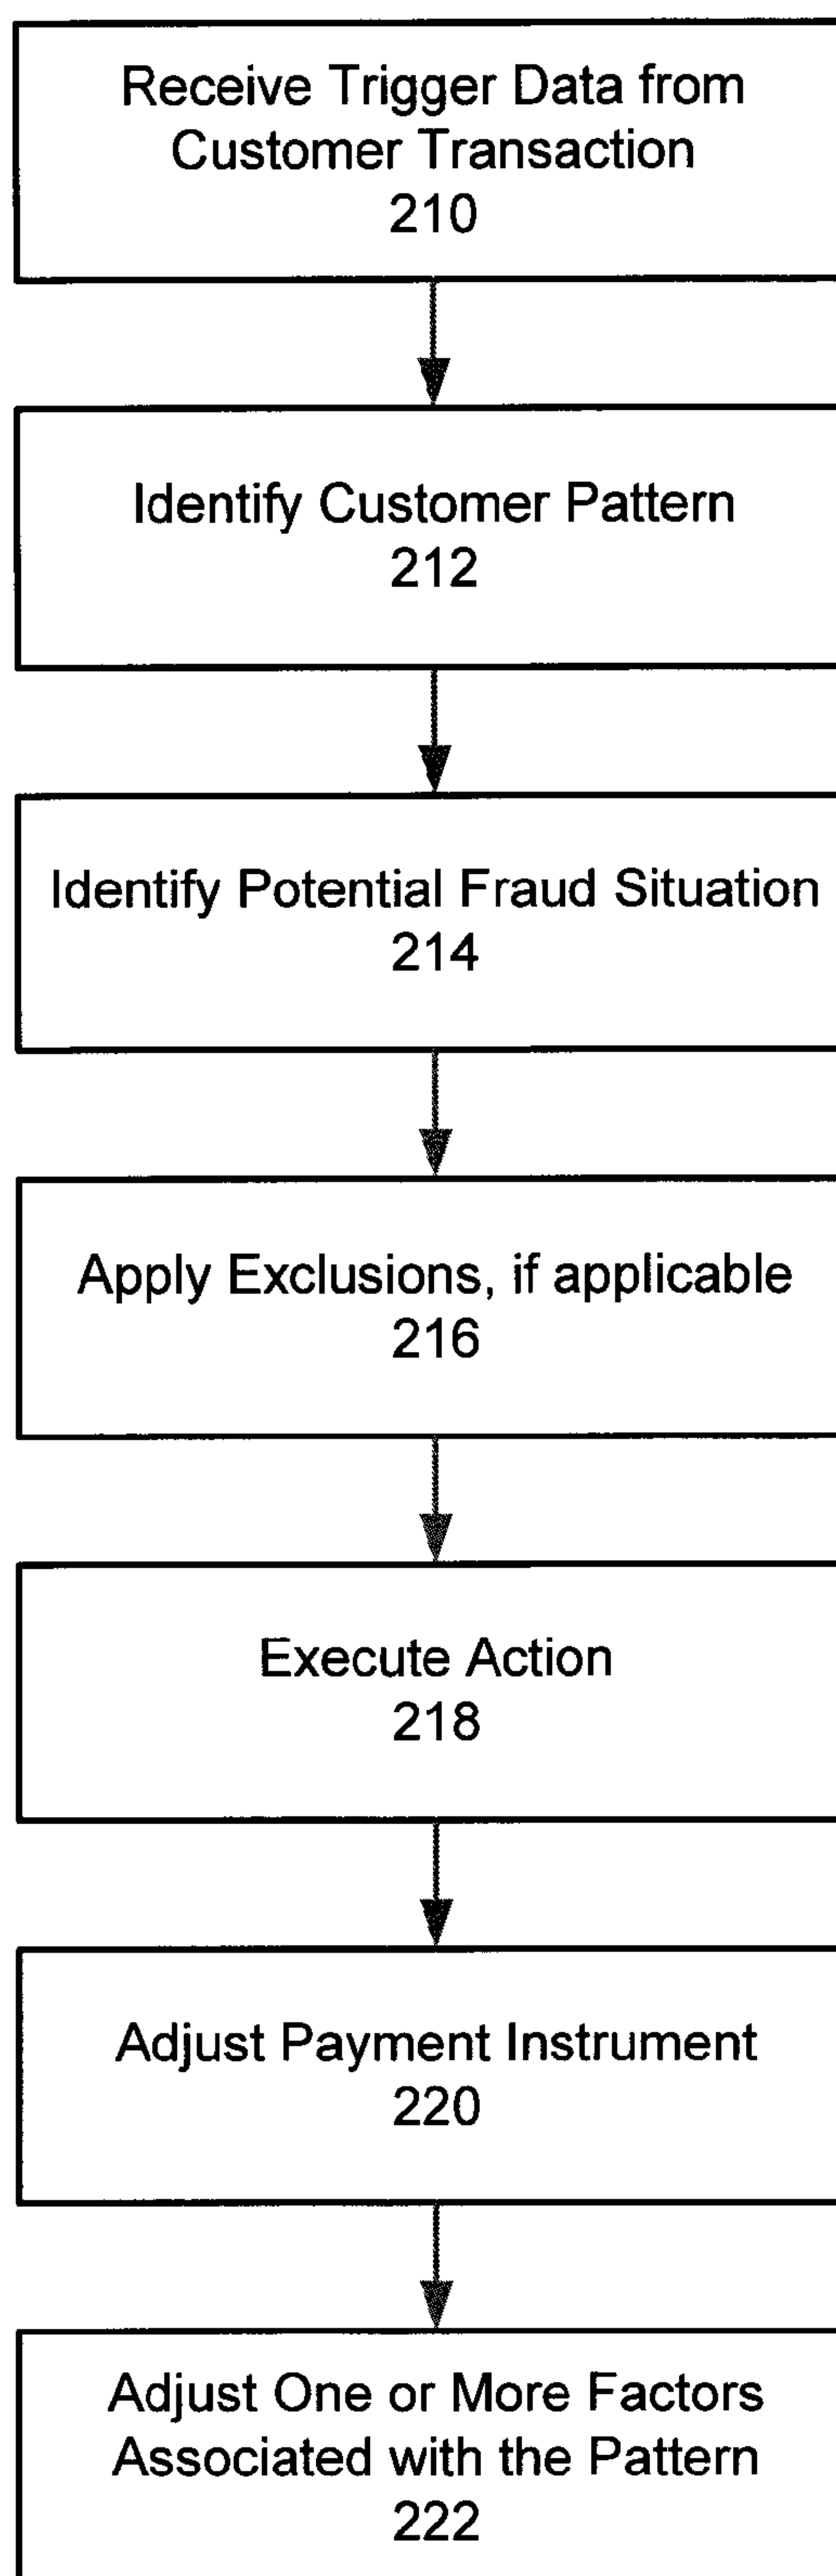 Receive Trigger Data from
Customer Transaction
210
Identify Customer Pattern
212
Identify Potential Fraud Situation
214
Apply Exclusions, if applicable
216
Execute Action
218
Adjust Payment Instrument
220
Adjust One or More Factors
Associated with the Pattern
222